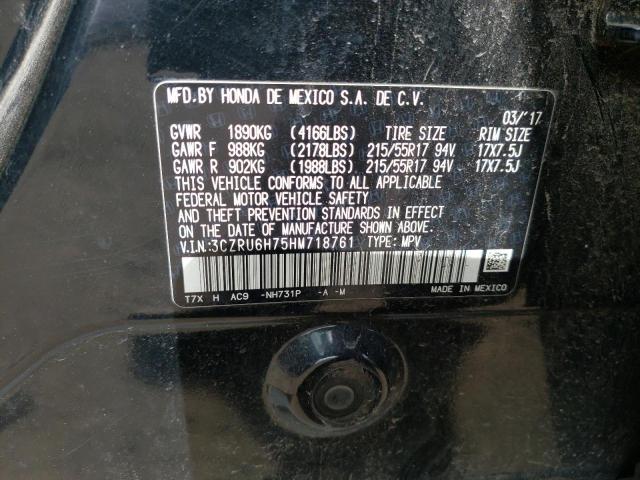 MFD.BY HONDA DE MEXICO S.A. DE C.V.
03/'17
GVWR 1890KG (4166LBS) TIRE SIZE RIM SIZE
GAWR F 988KG (2178LBS) 215/55R17 94V 17X7.5J
GAWR R 902KG (1988LBS) 215/55R17 94V 17X7.5J
THIS VEHICLE CONFORMS TO ALL APPLICABLE
FEDERAL MOTOR VEHICLE SAFETY
AND THEFT PREVENTION STANDARDS IN EFFECT
ON THE DATE OF MANUFACTURE SHOWN ABOVE.
V.IN:3CZRU6H75HM718761 TYPE: MPV
T7X H AC9 -NH731P -A -M MADE IN MEXICO